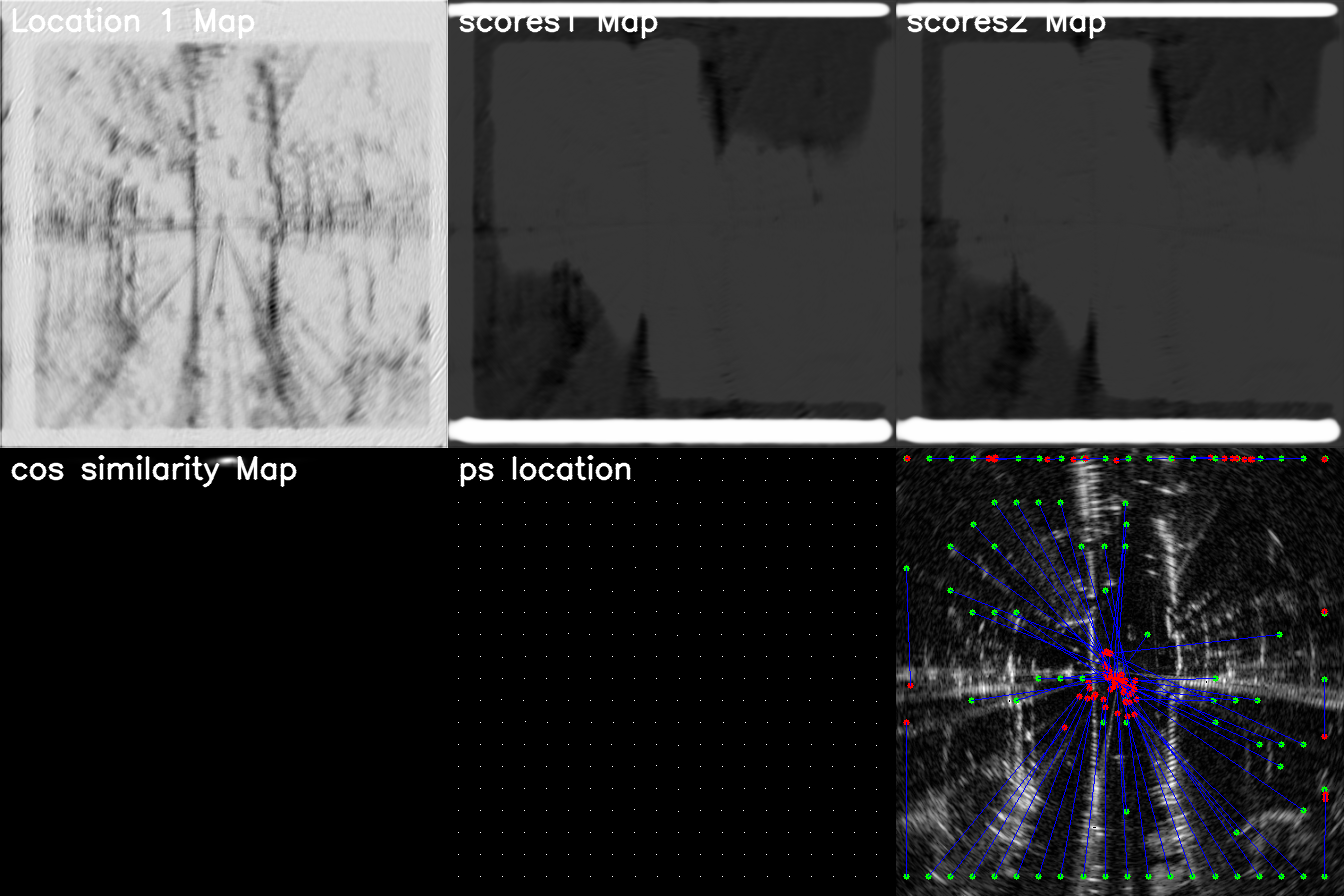 Location 1 Map
scores1 Map
scores2 Map
cos similarity Map
ps location